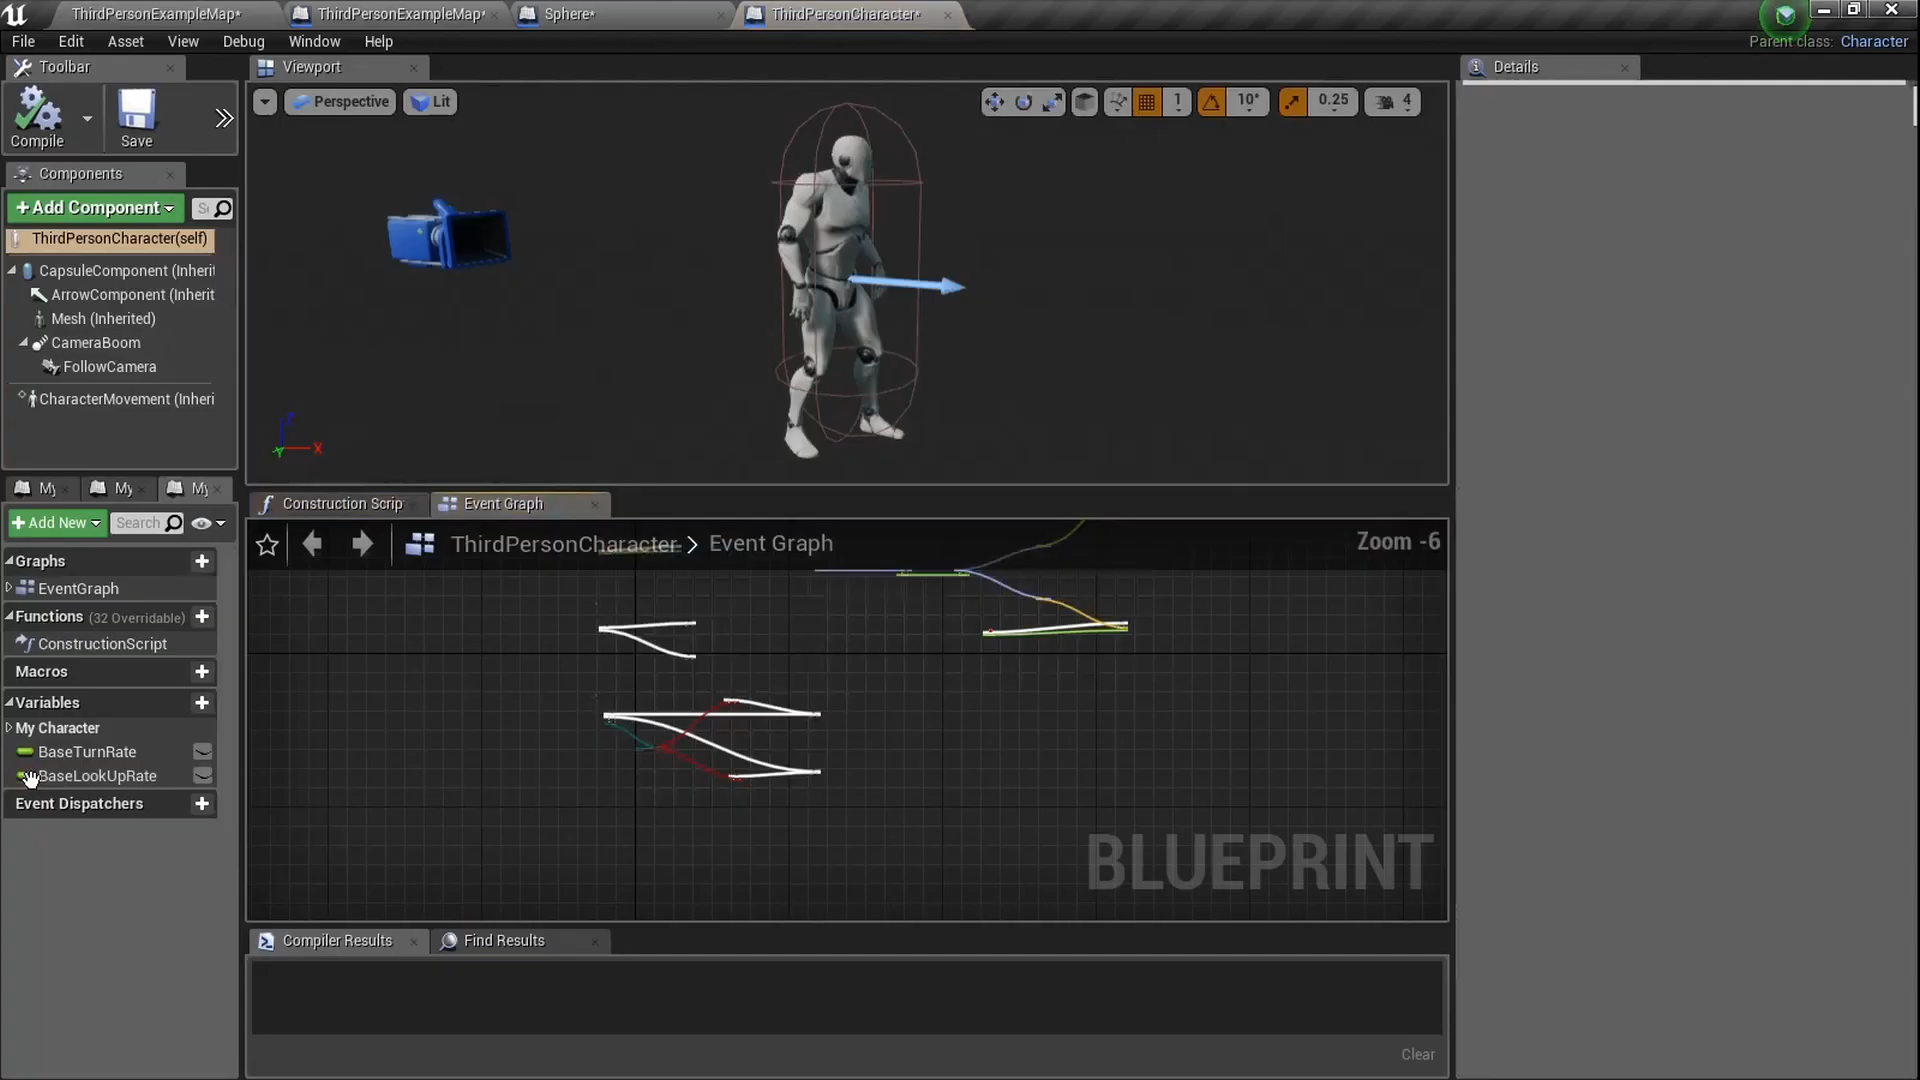 ThirdPersonExampleMap*
ThirdPersonExampleMap*
Sphere*
ThirdPersonCharacter*
File Edit Asset View Debug Window Help
Parent class: Character
Toolbar
Viewport
Details
Compile
Save
Perspective
Lit
1
10°
0.25
4
Components
+Add Component
ThirdPersonCharacter(self)
CapsuleComponent (Inherit
ArrowComponent (Inherit
Mesh (Inherited)
CameraBoom
FollowCamera
CharacterMovement (Inheri
X
My
My
My
+Add New
Search
Graphs
EventGraph
Functions (32 Overridable)
ConstructionScript
Macros
Variables
My Character
BaseTurnRate
BaseLookUpRate
Event Dispatchers
Construction Scrip
Event Graph
ThirdPersonCharacter > Event Graph
Zoom -6
BLUEPRINT
Compiler Results
Find Results
Clear